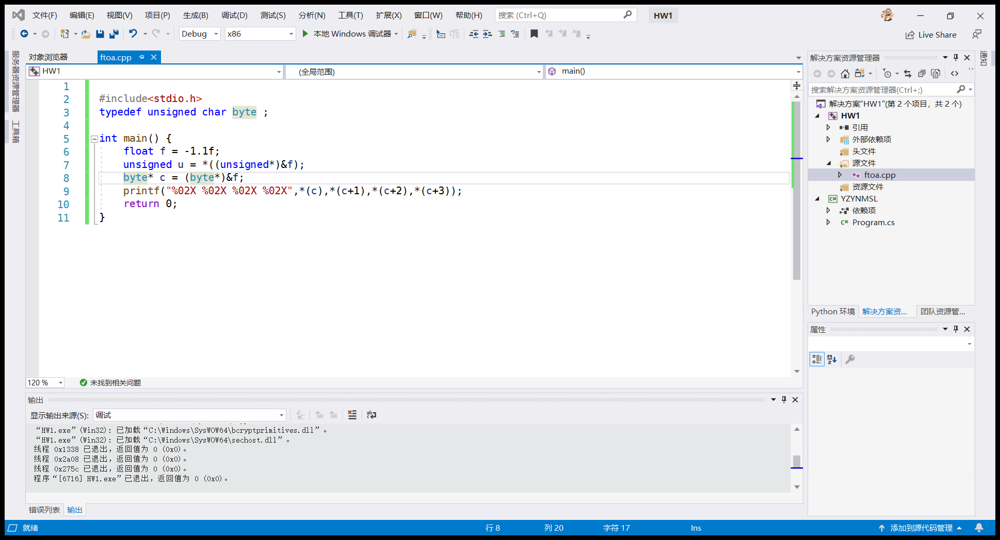 文件(F) 编辑(E) 视图(V) 项目(P) 生成(B) 调试(D) 测试(S) 分析(N) 工具(T) 扩展(X) 窗口(W) 帮助(H) 搜索 (Ctrl+Q) HW1
Debug x86 本地 Windows 调试器 Live Share
服务器资源管理器
工具箱
对象浏览器 ftoa.cpp
HW1 (全局范围) main()
1
2 #include<stdio.h>
3 typedef unsigned char byte ;
4
5 int main() {
6 float f = -1.1f;
7 unsigned u = *((unsigned*)&f);
8 byte* c = (byte*)&f;
9 printf("%02X %02X %02X %02X",*(c),*(c+1),*(c+2),*(c+3));
10 return 0;
11 }
120 % 未找到相关问题
输出
显示输出来源(S): 调试
“HW1.exe”(Win32): 已加载“C:\Windows\SysWOW64\bcryptprimitives.dll”。
“HW1.exe”(Win32): 已加载“C:\Windows\SysWOW64\sechost.dll”。
线程 0x1338 已退出，返回值为 0 (0x0)。
线程 0x2a08 已退出，返回值为 0 (0x0)。
线程 0x275c 已退出，返回值为 0 (0x0)。
程序“[6716] HW1.exe”已退出，返回值为 0 (0x0)。
错误列表 输出
解决方案资源管理器
搜索解决方案资源管理器(Ctrl+;)
解决方案“HW1”(第 2 个项目，共 2 个)
HW1
引用
外部依赖项
头文件
源文件
ftoa.cpp
资源文件
YZYNMSL
C# 依赖项
C# Program.cs
Python 环境 解决方案资... 团队资源管...
属性
通知
就绪 行 8 列 20 字符 17 Ins 添加到源代码管理